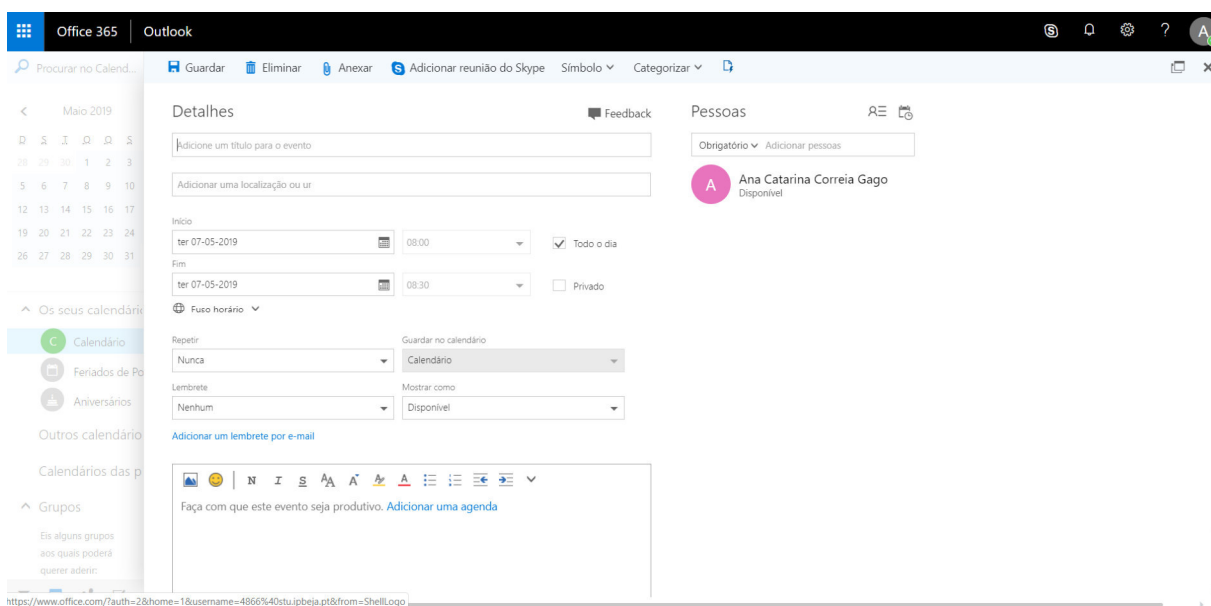 Office 365 Outlook
A
Procurar no Calend...
Guardar Eliminar Anexar Adicionar reunião do Skype Símbolo Categorizar
Maio 2019
D S T Q Q S
28 29 30 1 2 3
5 6 7 8 9 10
12 13 14 15 16 17
19 20 21 22 23 24
26 27 28 29 30 31
Os seus calendário
C Calendário
Feriados de Po
Aniversários
Outros calendário
Calendários das p
Grupos
Eis alguns grupos
aos quais poderá
querer aderir:
Detalhes
Feedback
Adicione um título para o evento
Adicionar uma localização ou ur
Início
ter 07-05-2019 08:00 Todo o dia
Fim
ter 07-05-2019 08:30 Privado
Fuso horário
Repetir Guardar no calendário
Nunca Calendário
Lembrete Mostrar como
Nenhum Disponível
Adicionar um lembrete por e-mail
N I S AA A A A
Faça com que este evento seja produtivo. Adicionar uma agenda
Pessoas
Obrigatório Adicionar pessoas
A Ana Catarina Correia Gago
Disponível
https://www.office.com/?auth=2&home=1&username=4866%40stu.ipbeja.pt&from=ShellLogo